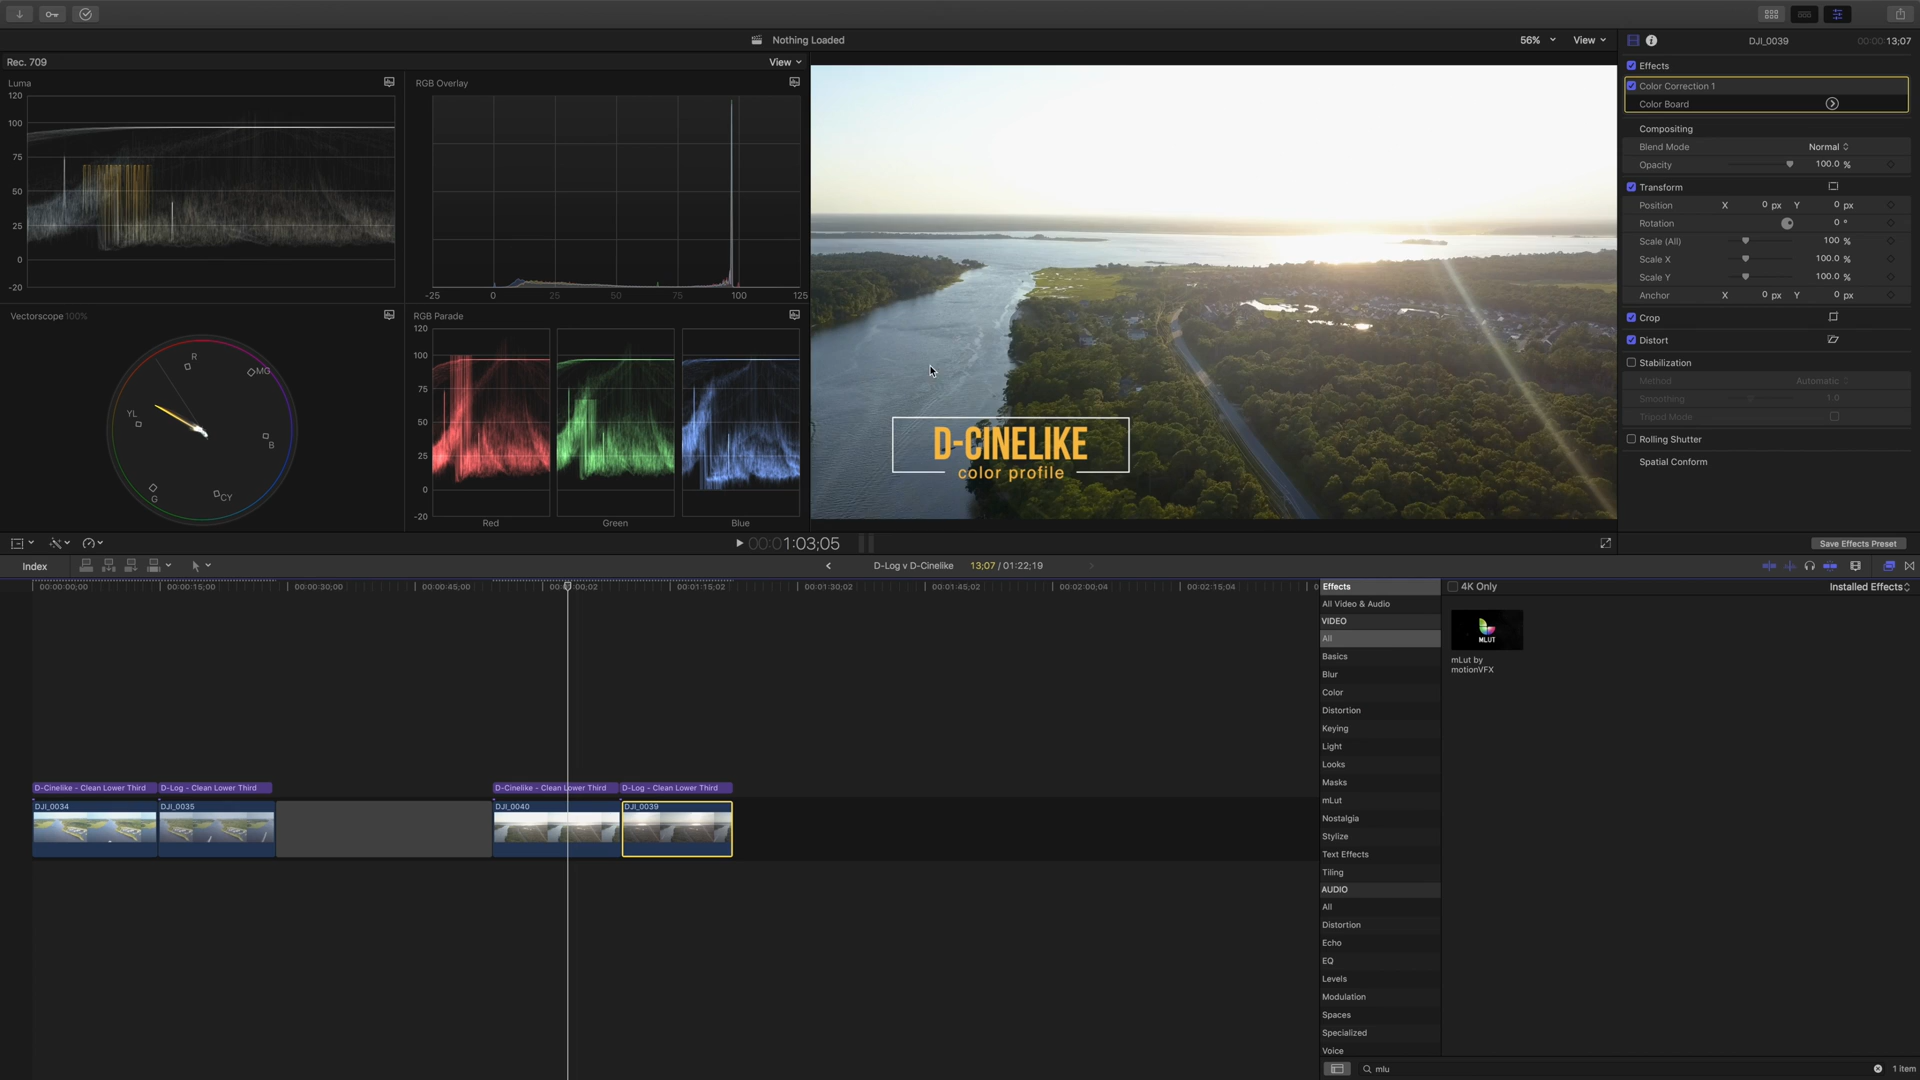 Nothing Loaded
56%
View
DJI_0039
00:00:13;07
Rec. 709
View
Luma
120
100
75
50
25
0
-20
RGB Overlay
-25
0
25
50
75
100
125
Vectorscope 100%
R
MG
B
CY
G
YL
RGB Parade
120
100
75
50
25
0
-20
Red
Green
Blue
D-CINELIKE
color profile
Effects
Color Correction 1
Color Board
Compositing
Blend Mode
Normal
Opacity
100.0 %
Transform
Position
X
0 px
Y
0 px
Rotation
0 °
Scale (All)
100 %
Scale X
100.0 %
Scale Y
100.0 %
Anchor
X
0 px
Y
0 px
Crop
Distort
Stabilization
Method
Automatic
Smoothing
1.0
Tripod Mode
Rolling Shutter
Spatial Conform
00:01:03;05
Save Effects Preset
Index
D-Log v D-Cinelike
13;07 / 01:22;19
00:00:00;00
00:00:15;00
00:00:30;00
00:00:45;00
00:01:30;02
00:01:15;02
00:01:45;02
00:02:00;04
00:02:15;04
D-Cinelike - Clean Lower Third
D-Log - Clean Lower Third
D-Cinelike - Clean Lower Third
D-Log - Clean Lower Third
DJI_0034
DJI_0035
DJI_0040
DJI_0039
Effects
All Video & Audio
VIDEO
All
Basics
Blur
Color
Distortion
Keying
Light
Looks
Masks
mLut
Nostalgia
Stylize
Text Effects
Tiling
AUDIO
All
Distortion
Echo
EQ
Levels
Modulation
Spaces
Specialized
Voice
4K Only
Installed Effects
MLUT
mLut by
motionVFX
mlu
1 item